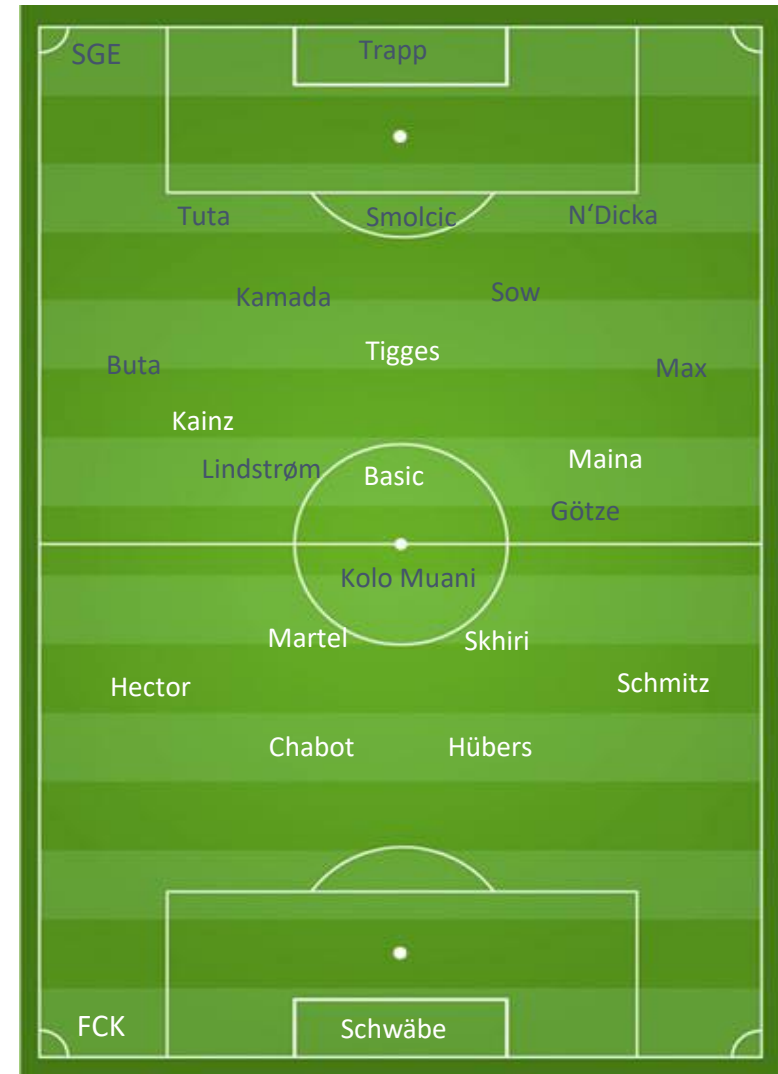 SGE
Trapp
Tuta
Smolcic
N‘Dicka
Kamada
Sow
Tigges
Buta
Max
Kainz
Lindstrøm
Basic
Maina
Götze
Kolo Muani
Martel
Skhiri
Hector
Schmitz
Chabot
Hübers
FCK
Schwäbe